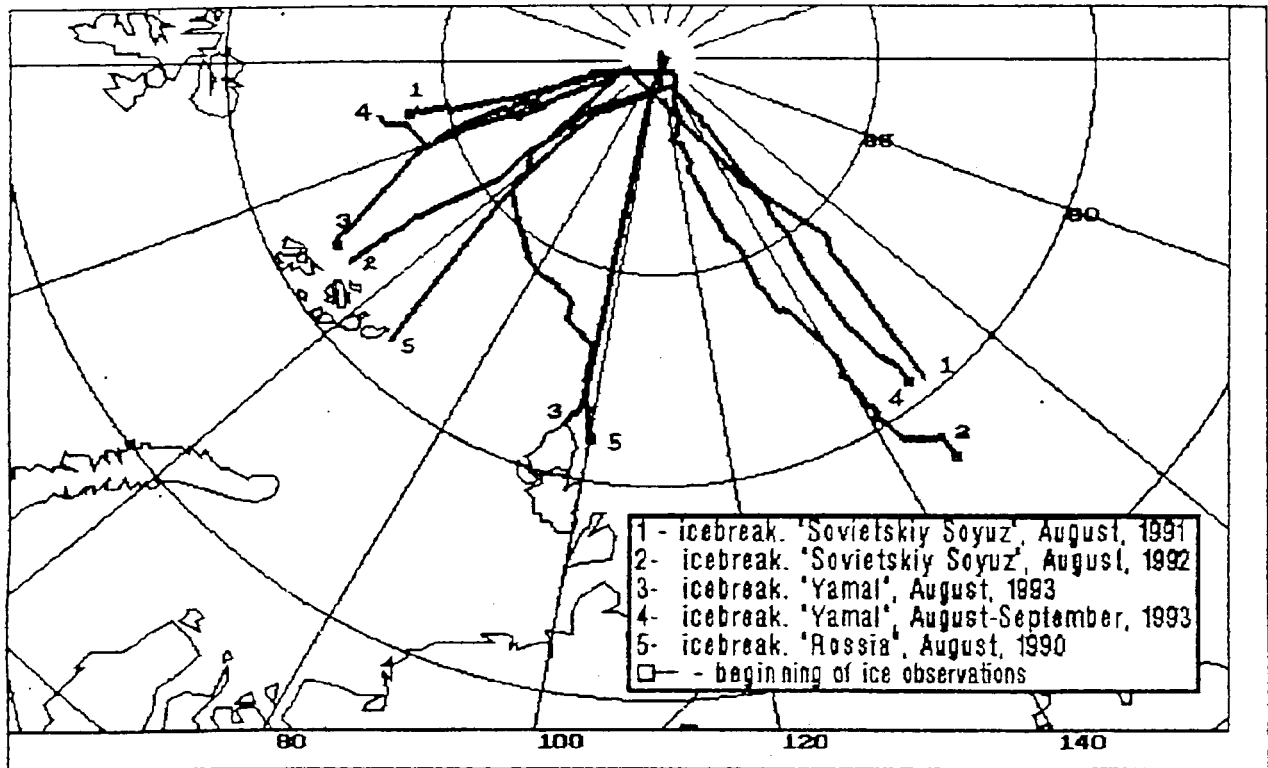 1
4
85
80
3
2
5
1
4
2
3
5
1 - icebreak. "Sovietskiy Soyuz", August, 1991
2- icebreak. "Sovietskiy Soyuz", August, 1992
3- icebreak. "Yamal", August, 1993
4- icebreak. "Yamal", August-September, 1993
5- icebreak. "Rossia", August, 1990
- beginning of ice observations
80 100 120 140